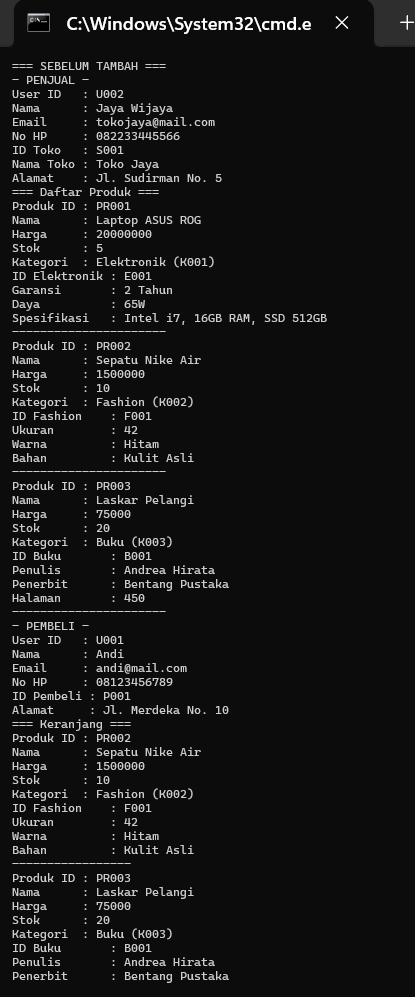 C:\Windows\System32\cmd.e
=== SEBELUM TAMBAH ===
- PENJUAL -
User ID   : U002
Nama      : Jaya Wijaya
Email     : tokojaya@mail.com
No HP     : 082233445566
ID Toko   : S001
Nama Toko : Toko Jaya
Alamat    : Jl. Sudirman No. 5
=== Daftar Produk ===
Produk ID : PR001
Nama      : Laptop ASUS ROG
Harga     : 20000000
Stok      : 5
Kategori  : Elektronik (K001)
ID Elektronik : E001
Garansi       : 2 Tahun
Daya          : 65W
Spesifikasi   : Intel i7, 16GB RAM, SSD 512GB
----------------------
Produk ID : PR002
Nama      : Sepatu Nike Air
Harga     : 1500000
Stok      : 10
Kategori  : Fashion (K002)
ID Fashion    : F001
Ukuran        : 42
Warna         : Hitam
Bahan         : Kulit Asli
----------------------
Produk ID : PR003
Nama      : Laskar Pelangi
Harga     : 75000
Stok      : 20
Kategori  : Buku (K003)
ID Buku       : B001
Penulis       : Andrea Hirata
Penerbit      : Bentang Pustaka
Halaman       : 450
----------------------
- PEMBELI -
User ID   : U001
Nama      : Andi
Email     : andi@mail.com
No HP     : 08123456789
ID Pembeli : P001
Alamat     : Jl. Merdeka No. 10
=== Keranjang ===
Produk ID : PR002
Nama      : Sepatu Nike Air
Harga     : 1500000
Stok      : 10
Kategori  : Fashion (K002)
ID Fashion    : F001
Ukuran        : 42
Warna         : Hitam
Bahan         : Kulit Asli
-----------------
Produk ID : PR003
Nama      : Laskar Pelangi
Harga     : 75000
Stok      : 20
Kategori  : Buku (K003)
ID Buku       : B001
Penulis       : Andrea Hirata
Penerbit      : Bentang Pustaka